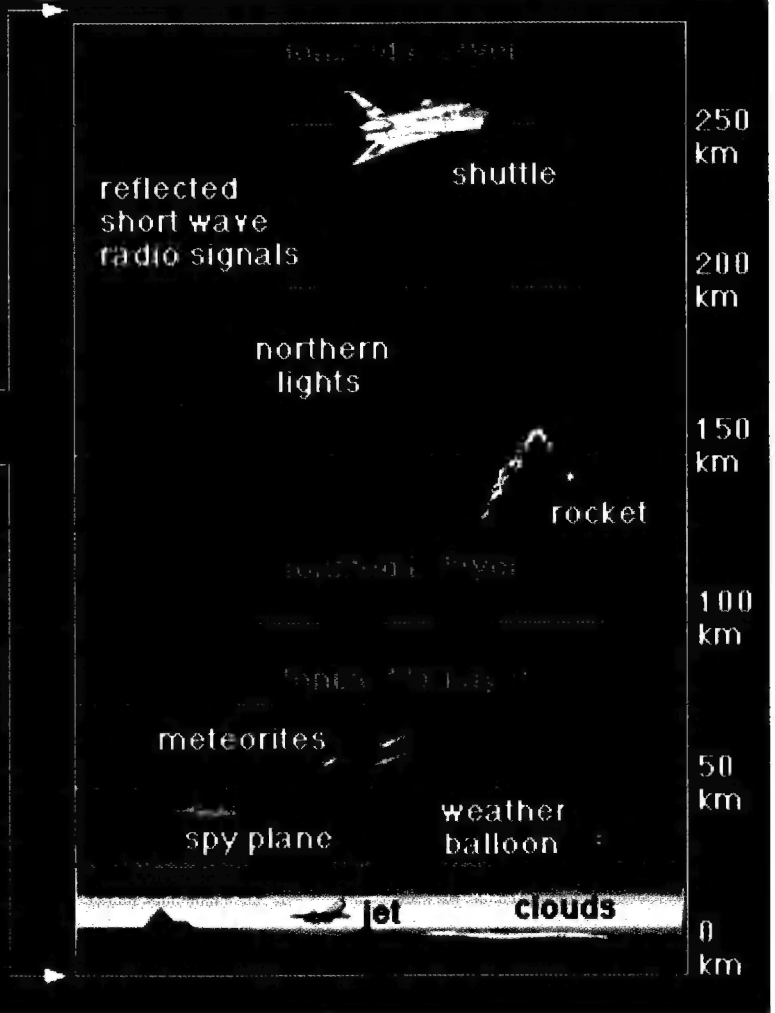 250
km
shuttle
reflected
short wave
radio signals
200
km
northern
lights
150
km
rocket
100
km
meteorites
50
km
spy plane
weather
balloon
jet
clouds
0
km